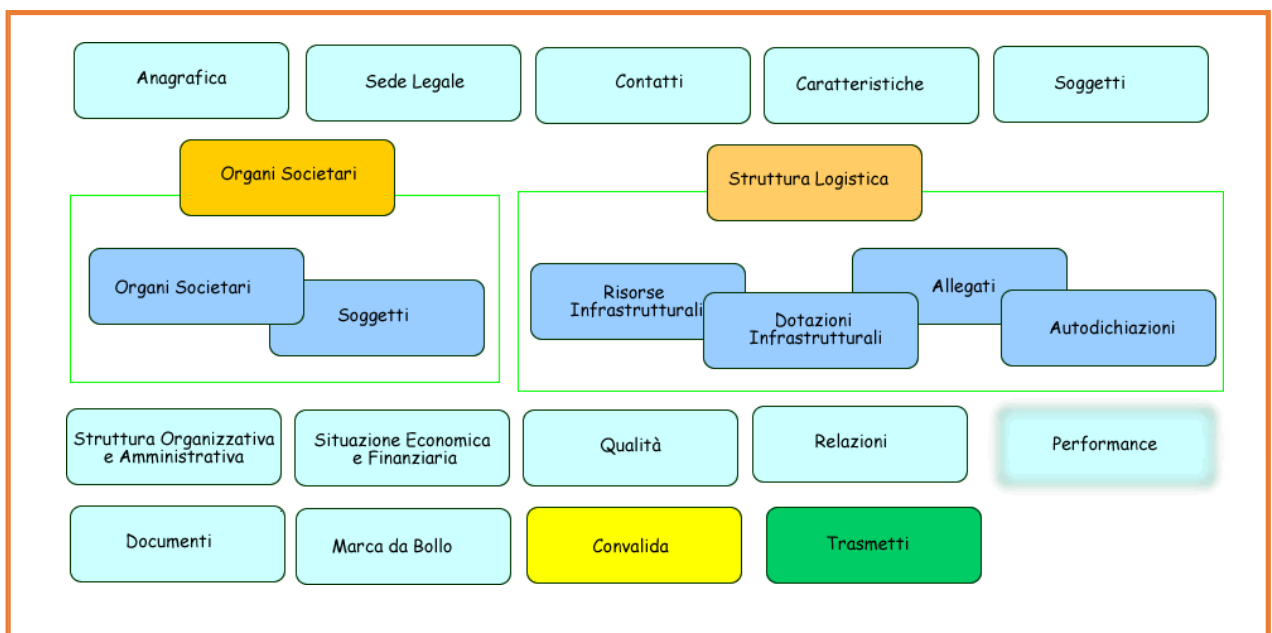 Anagrafica
Sede Legale
Contatti
Caratteristiche
Soggetti
Organi Societari
Struttura Logistica
Organi Societari
Soggetti
Risorse
Infrastrutturali
Dotazioni
Infrastrutturali
Allegati
Autodichiazioni
Struttura Organizzativa
e Amministrativa
Situazione Economica
e Finanziaria
Qualità
Relazioni
Performance
Documenti
Marca da Bollo
Convalida
Trasmetti